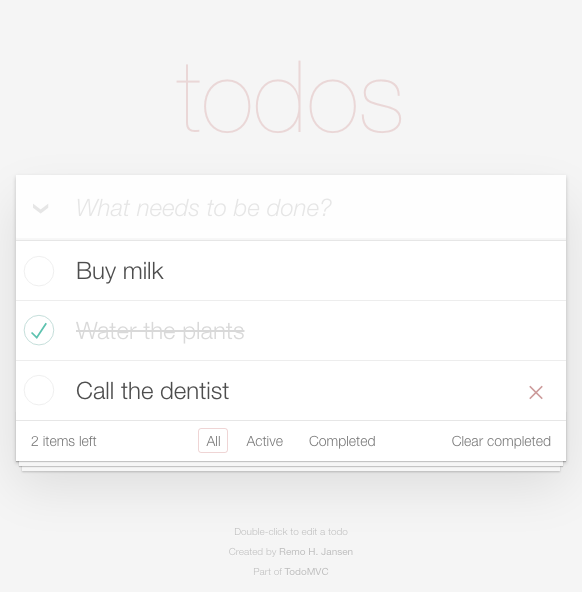 todos
What needs to be done?
Buy milk
Water the plants
Call the dentist
2 items left All Active Completed Clear completed
Double-click to edit a todo
Created by Remo H. Jansen
Part of TodoMVC